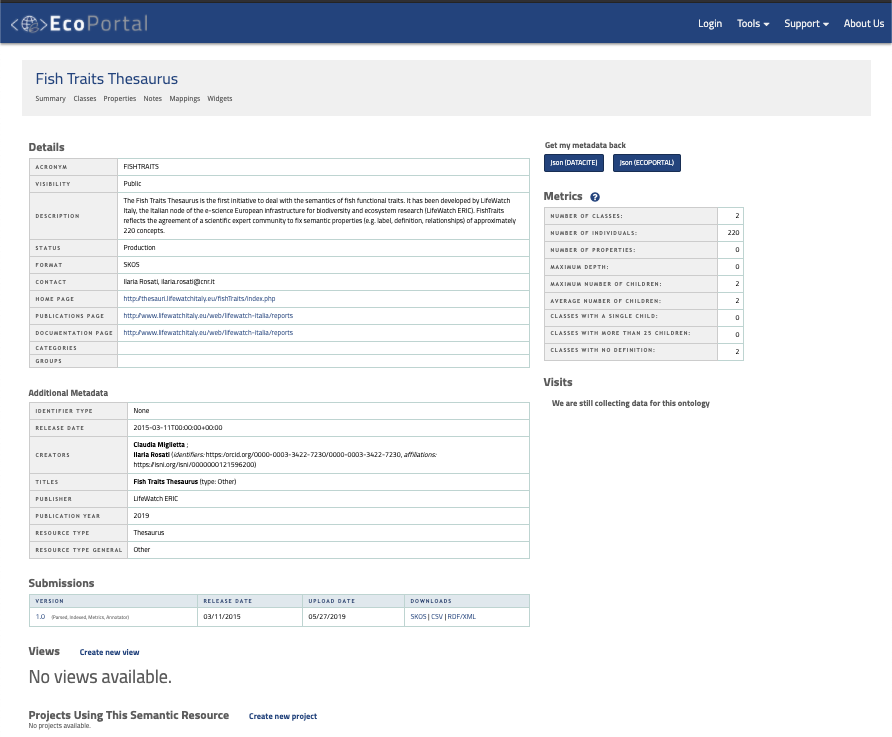 <EcoPortal
Login Tools Support About Us
Fish Traits Thesaurus
Summary Classes Properties Notes Mappings Widgets
Details
ACRONYM FISHTRAITS
VISIBILITY Public
DESCRIPTION
The Fish Traits Thesaurus is the first initiative to deal with the semantics of fish functional traits. It has been developed by LifeWatch
Italy, the Italian node of the e-science European infrastructure for biodiversity and ecosystem research (LifeWatch ERIC). FishTraits
reflects the agreement of a scientific expert community to fix semantic properties (e.g. label, definition, relationships) of approximately
220 concepts.
STATUS Production
FORMAT SKOS
CONTACT Ilaria Rosati, ilaria.rosati@cnr.it
HOME PAGE http://thesauri.lifewatchitaly.eu/fishTraits/index.php
PUBLICATIONS PAGE http://www.lifewatchitaly.eu/web/lifewatch-italia/reports
DOCUMENTATION PAGE http://www.lifewatchitaly.eu/web/lifewatch-italia/reports
CATEGORIES
GROUPS
Additional Metadata
IDENTIFIER TYPE None
RELEASE DATE 2015-03-11T00:00:00+00:00
CREATORS
Claudia Miglietta ;
Ilaria Rosati (identifiers: https:/orcid.org/0000-0003-3422-7230/0000-0003-3422-7230, affiliations:
https://isni.org/isni/0000000121596200)
TITLES Fish Traits Thesaurus (type: Other)
PUBLISHER LifeWatch ERIC
PUBLICATION YEAR 2019
RESOURCE TYPE Thesaurus
RESOURCE TYPE GENERAL Other
Submissions
VERSION RELEASE DATE UPLOAD DATE DOWNLOADS
1.0 (Parsed, Indexed, Metrics, Annotator) 03/11/2015 05/27/2019 SKOS | CSV | RDF/XML
Views Create new view
No views available.
Projects Using This Semantic Resource Create new project
No projects available.
Get my metadata back
Json (DATACITE) Json (ECOPORTAL)
Metrics ?
NUMBER OF CLASSES: 2
NUMBER OF INDIVIDUALS: 220
NUMBER OF PROPERTIES: 0
MAXIMUM DEPTH: 0
MAXIMUM NUMBER OF CHILDREN: 2
AVERAGE NUMBER OF CHILDREN: 2
CLASSES WITH A SINGLE CHILD: 0
CLASSES WITH MORE THAN 25 CHILDREN: 0
CLASSES WITH NO DEFINITION: 2
Visits
We are still collecting data for this ontology